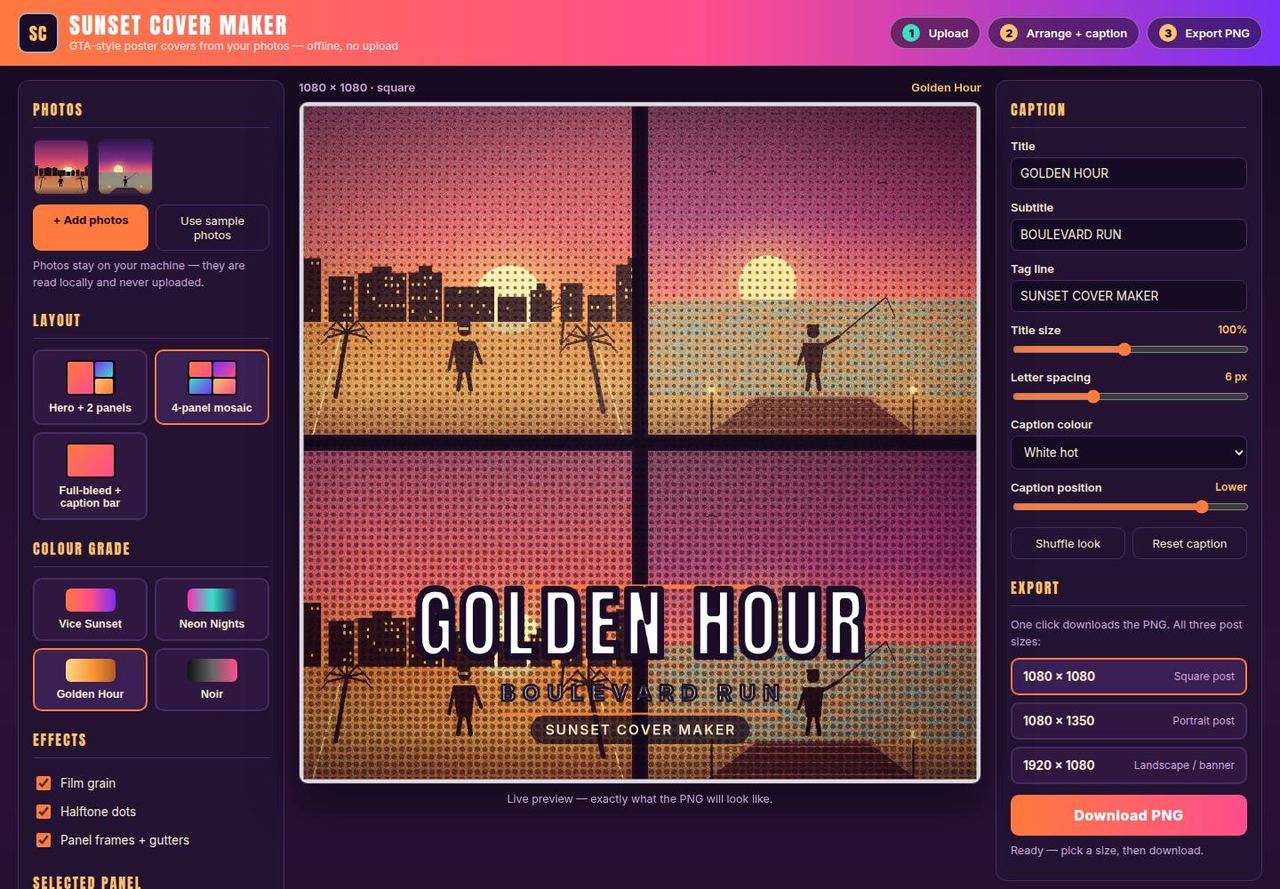 SC
SUNSET COVER MAKER
GTA-style poster covers from your photos — offline, no upload
1 Upload
2 Arrange + caption
3 Export PNG
PHOTOS
+ Add photos
Use sample
photos
Photos stay on your machine — they are
read locally and never uploaded.
LAYOUT
Hero + 2 panels
4-panel mosaic
Full-bleed +
caption bar
COLOUR GRADE
Vice Sunset
Neon Nights
Golden Hour
Noir
EFFECTS
Film grain
Halftone dots
Panel frames + gutters
SELECTED PANEL
1080 × 1080 · square
Golden Hour
GOLDEN HOUR
BOULEVARD RUN
SUNSET COVER MAKER
Live preview — exactly what the PNG will look like.
CAPTION
Title
GOLDEN HOUR
Subtitle
BOULEVARD RUN
Tag line
SUNSET COVER MAKER
Title size 100%
Letter spacing 6 px
Caption colour
White hot
Caption position Lower
Shuffle look
Reset caption
EXPORT
One click downloads the PNG. All three post
sizes:
1080 × 1080 Square post
1080 × 1350 Portrait post
1920 × 1080 Landscape / banner
Download PNG
Ready — pick a size, then download.